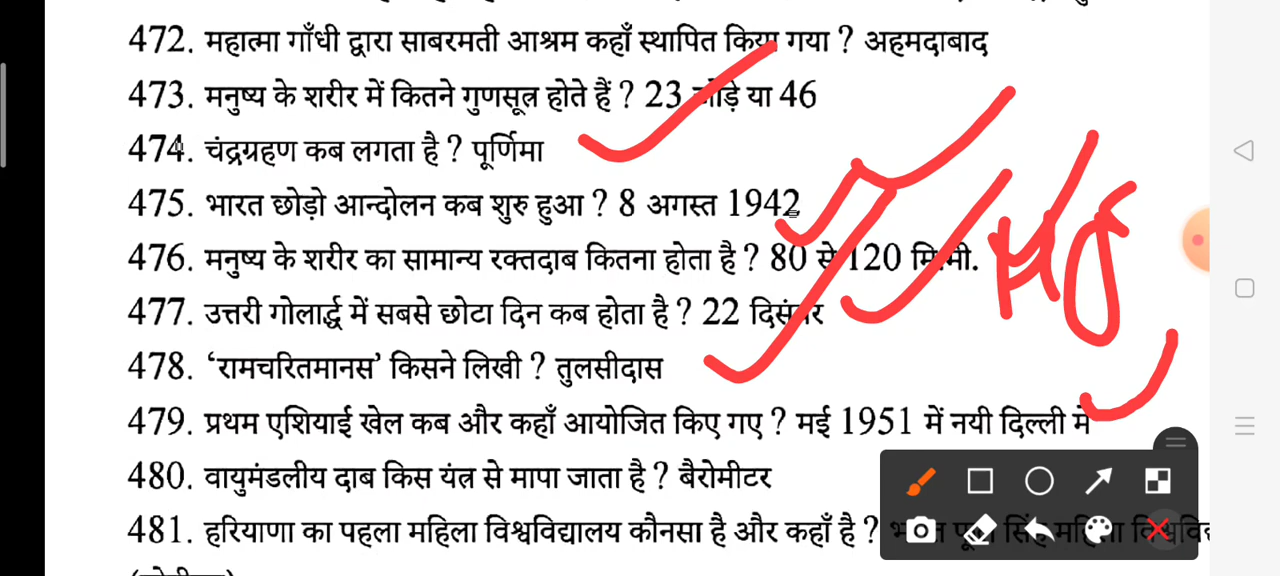 472. महात्मा गाँधी द्वारा साबरमती आश्रम कहाँ स्थापित किया गया ? अहमदाबाद
473. मनुष्य के शरीर में कितने गुणसूत्र होते हैं ? 23 जोड़े या 46
474. चंद्रग्रहण कब लगता है ? पूर्णिमा
475. भारत छोड़ो आन्दोलन कब शुरु हुआ ? 8 अगस्त 1942
476. मनुष्य के शरीर का सामान्य रक्तदाब कितना होता है ? 80 से 120 मिमी.
Hg
477. उत्तरी गोलार्द्ध में सबसे छोटा दिन कब होता है ? 22 दिसंबर
478. ‘रामचरितमानस’ किसने लिखी ? तुलसीदास
479. प्रथम एशियाई खेल कब और कहाँ आयोजित किए गए ? मई 1951 में नयी दिल्ली में
480. वायुमंडलीय दाब किस यंत्र से मापा जाता है ? बैरोमीटर
481. हरियाणा का पहला महिला विश्वविद्यालय कौनसा है और कहाँ है ? भगत फूल सिंह महिला